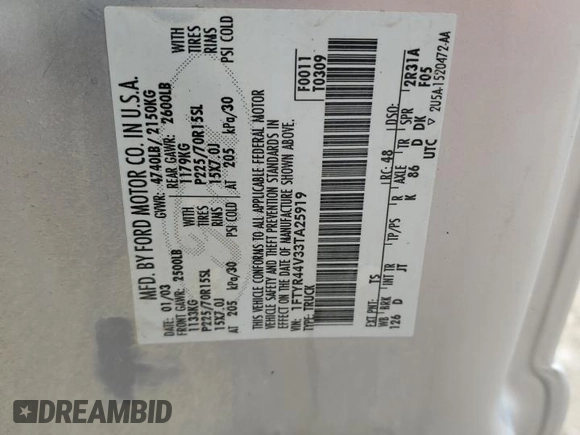 MFD. BY FORD MOTOR CO. IN U.S.A.
DATE: 01/03 GVWR: 4740LB/ 2150KG
FRONT GAWR: 2500LB REAR GAWR: 2600LB
1133KG 1179KG WITH
P225/70R15SL P225/70R15SL TIRES
15X7.0J 15X7.0J RIMS
AT 205 kPa/30 PSI COLD AT 205 kPa/30 PSI COLD
WITH
TIRES
RIMS
THIS VEHICLE CONFORMS TO ALL APPLICABLE FEDERAL MOTOR
VEHICLE SAFETY AND THEFT PREVENTION STANDARDS IN
EFFECT ON THE DATE OF MANUFACTURE SHOWN ABOVE.
VIN: 1FTYR44V33TA25919
TYPE: TRUCK
F0011
T0309
EXT PNT: TS RC: 48 DSO:
WB BRK INT TR TP/PS R AXLE TR SPR
126 D JT K 86 D DK 2R31A
F05
UTC ▽ 2U5A-1520472-AA
DREAMBID